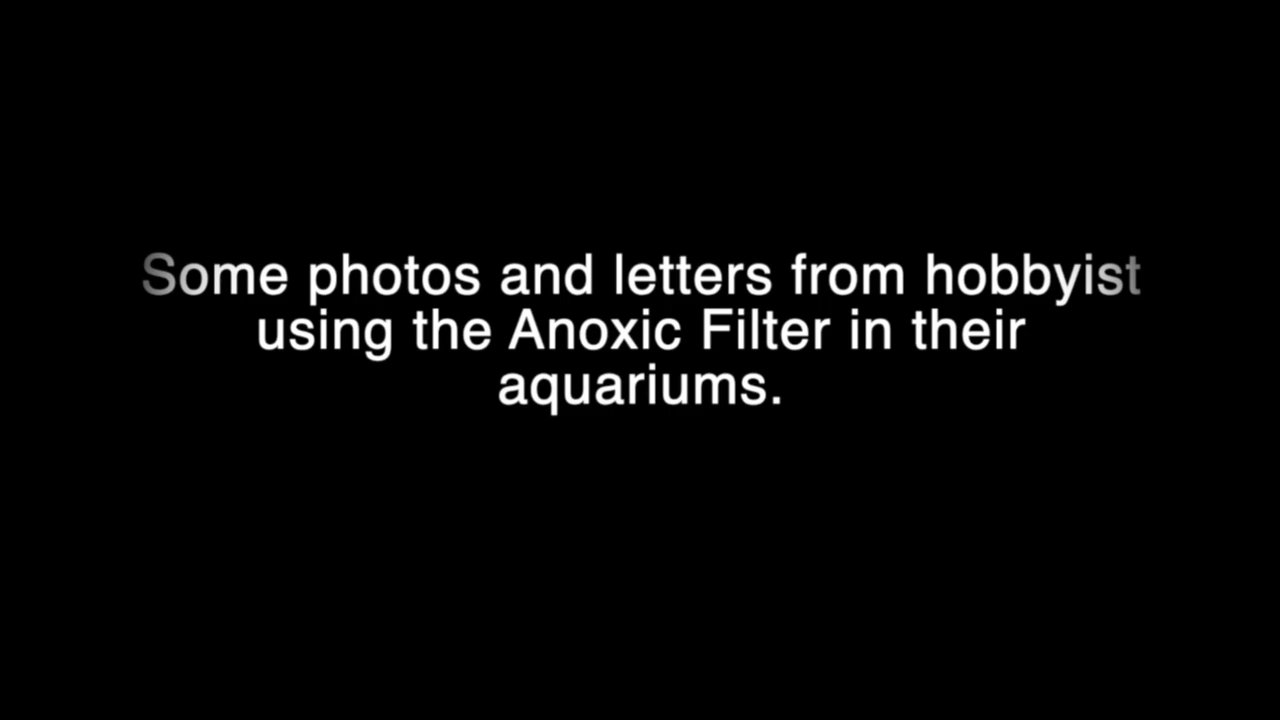 Some photos and letters from hobbyist
using the Anoxic Filter in their
aquariums.